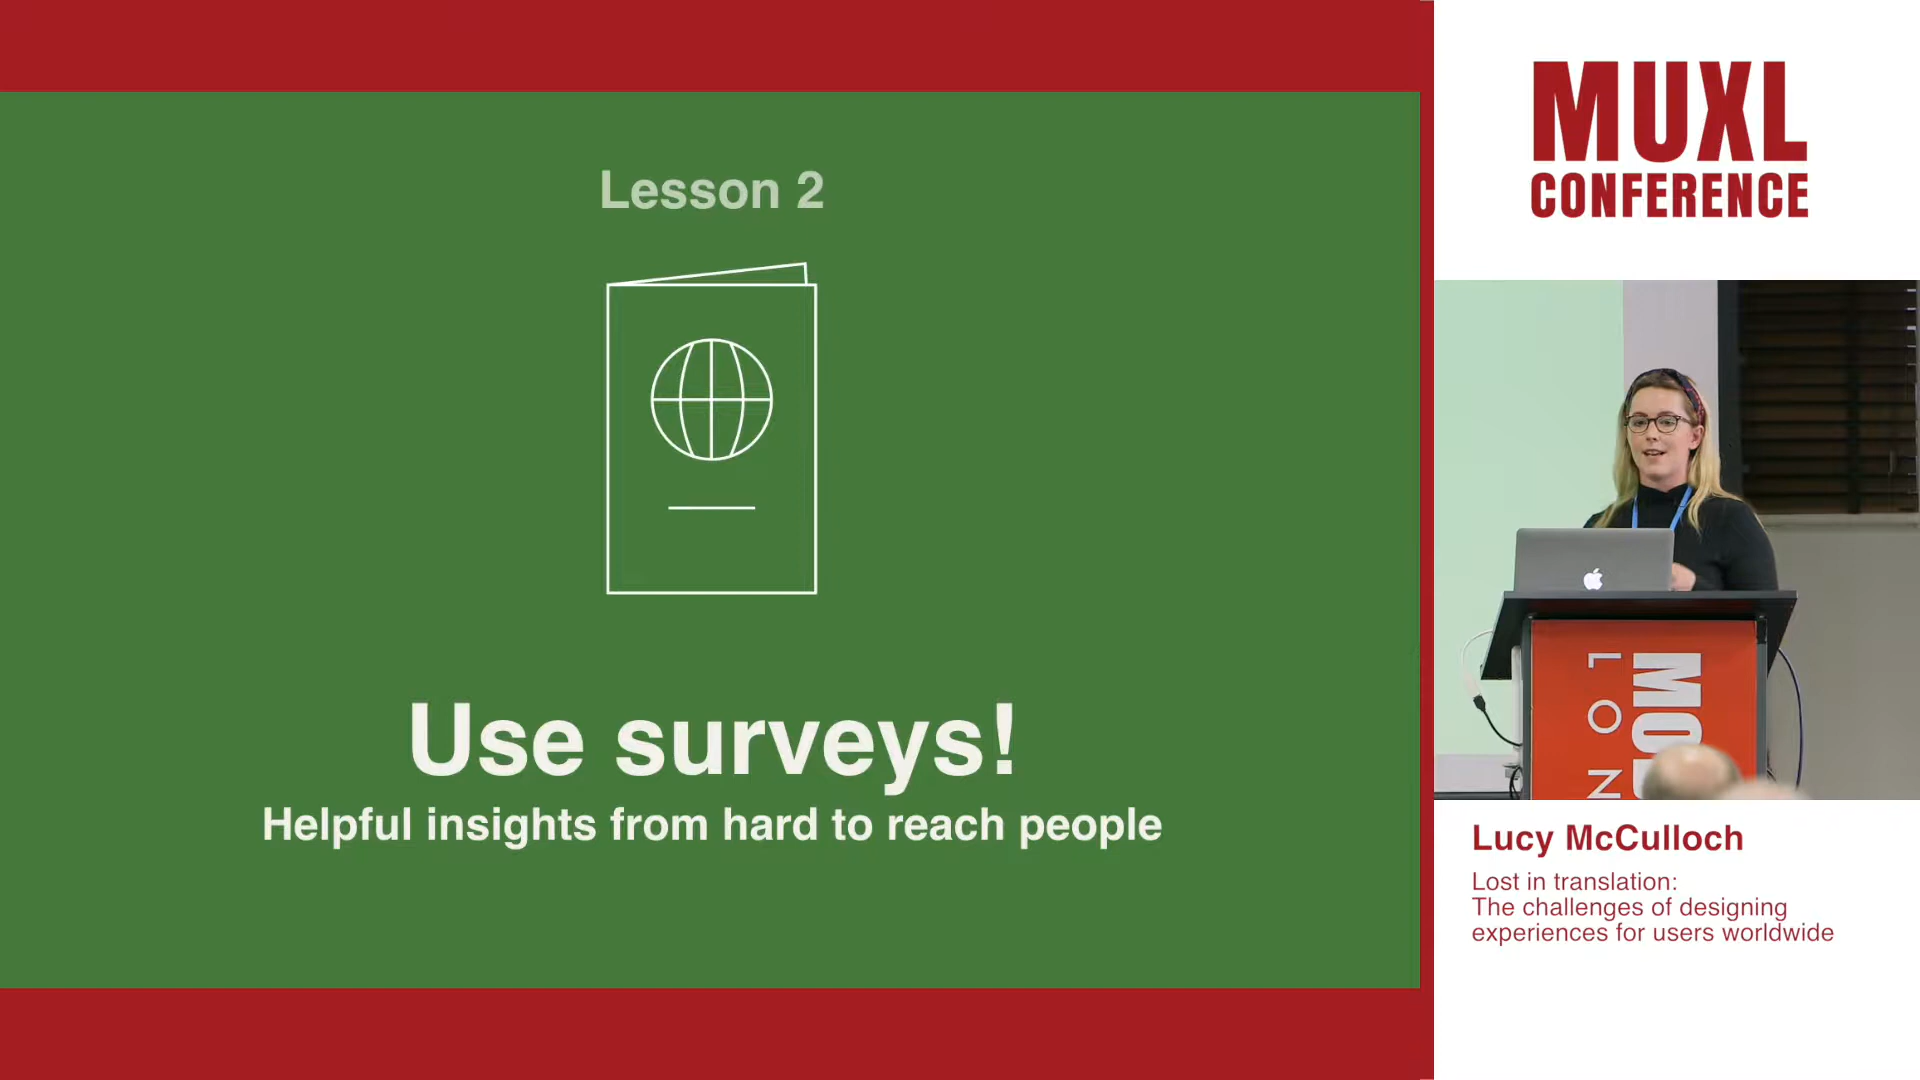 Lesson 2
Use surveys!
Helpful insights from hard to reach people
MUXL
CONFERENCE
LON
Lucy McCulloch
Lost in translation:
The challenges of designing
experiences for users worldwide